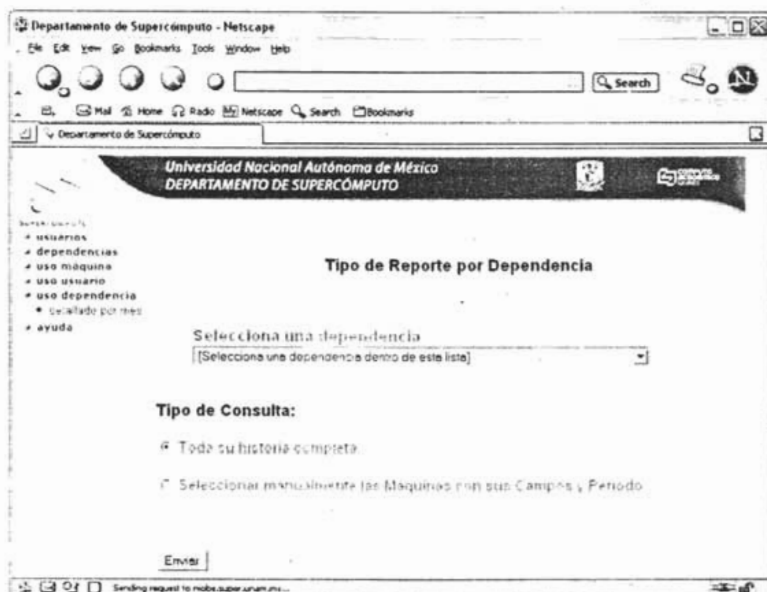 Departamento de Supercómputo - Netscape
File Edit View Go Bookmarks Tools Window Help
Search
N
Mail Home Radio My Netscape Search Bookmarks
Departamento de Supercómputo
Universidad Nacional Autónoma de México
DEPARTAMENTO DE SUPERCÓMPUTO
usuarios
dependencias
uso máquina
uso usuario
uso dependencia
detallado por mes
ayuda
Tipo de Reporte por Dependencia
Selecciona una dependencia
[Selecciona una dependencia dentro de esta lista]
Tipo de Consulta:
Toda su historia completa
Seleccionar manualmente las Maquinas con sus Campos y Periodo
Enviar
Sending request to